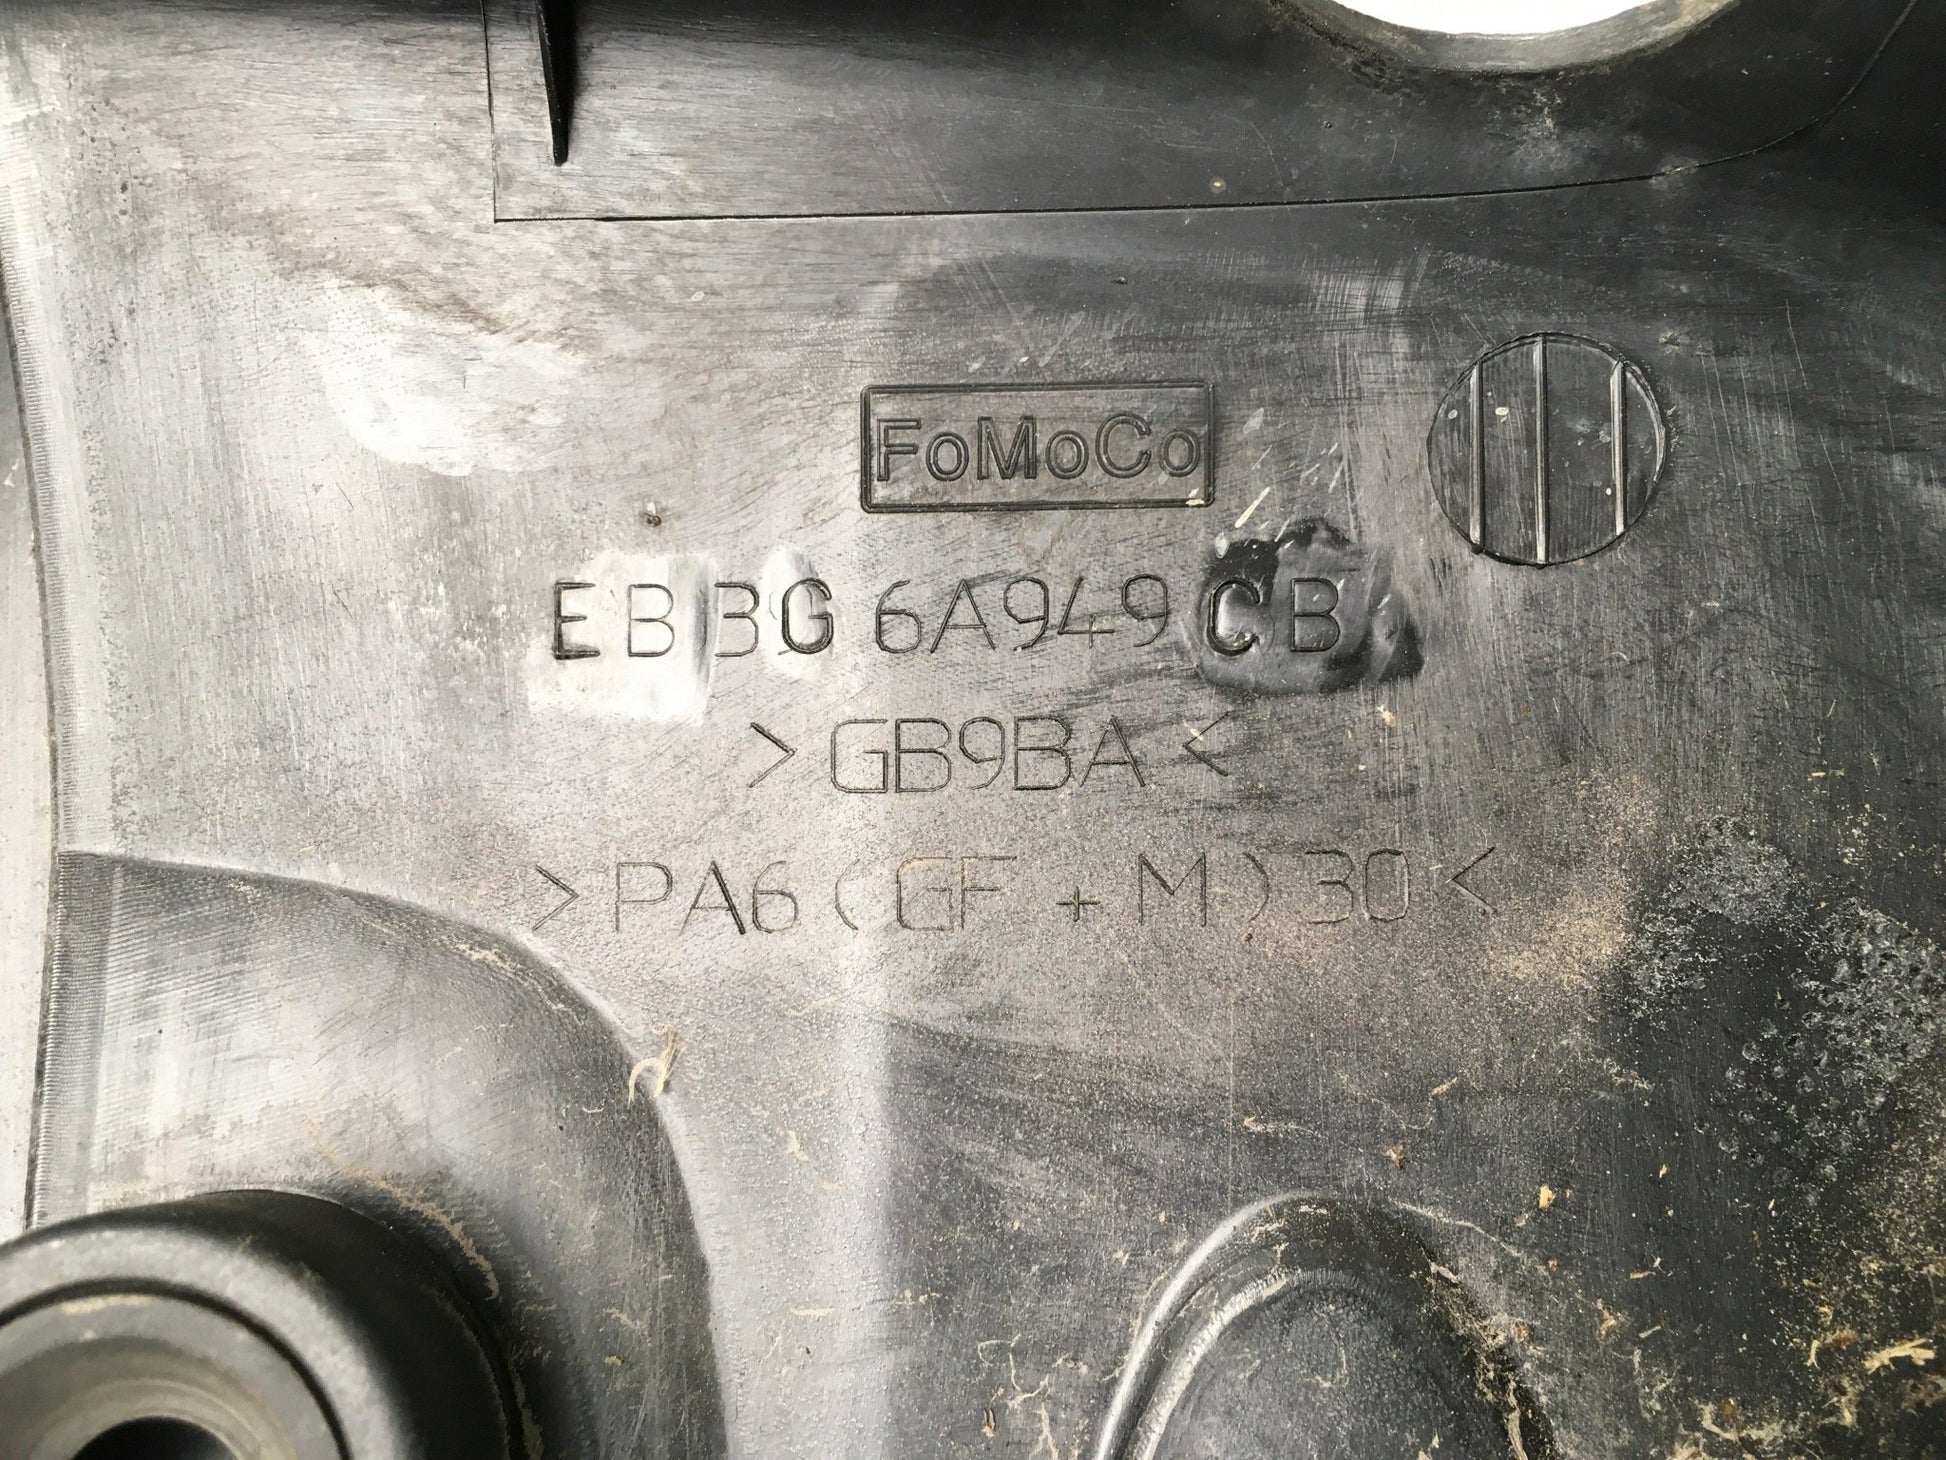 FoMoCo
EB3G 6A949 CB
>GB9BA<
>PA6(GF+M)30<